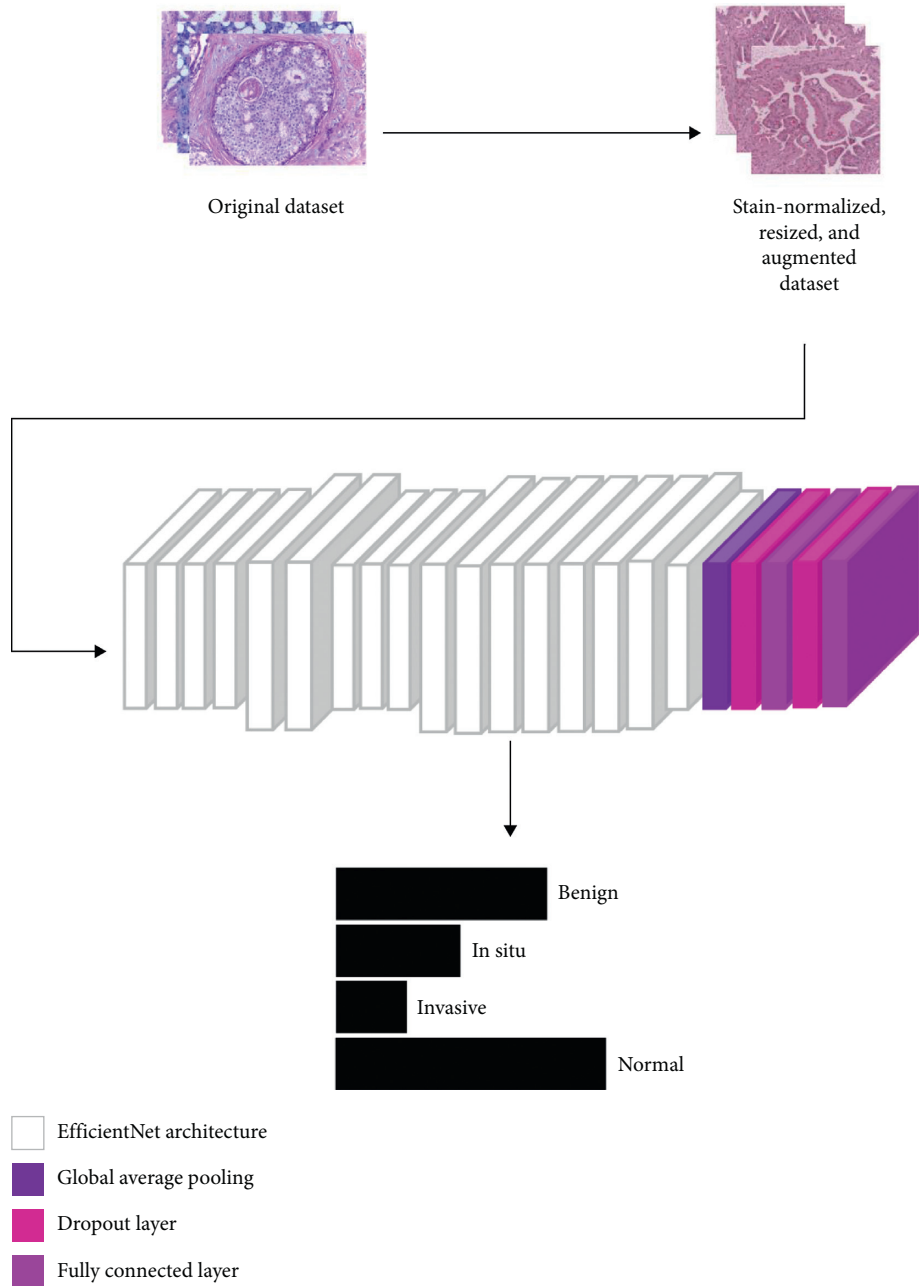 Original dataset
Stain-normalized,
resized, and
augmented
dataset
Benign
In situ
Invasive
Normal
EfficientNet architecture
Global average pooling
Dropout layer
Fully connected layer